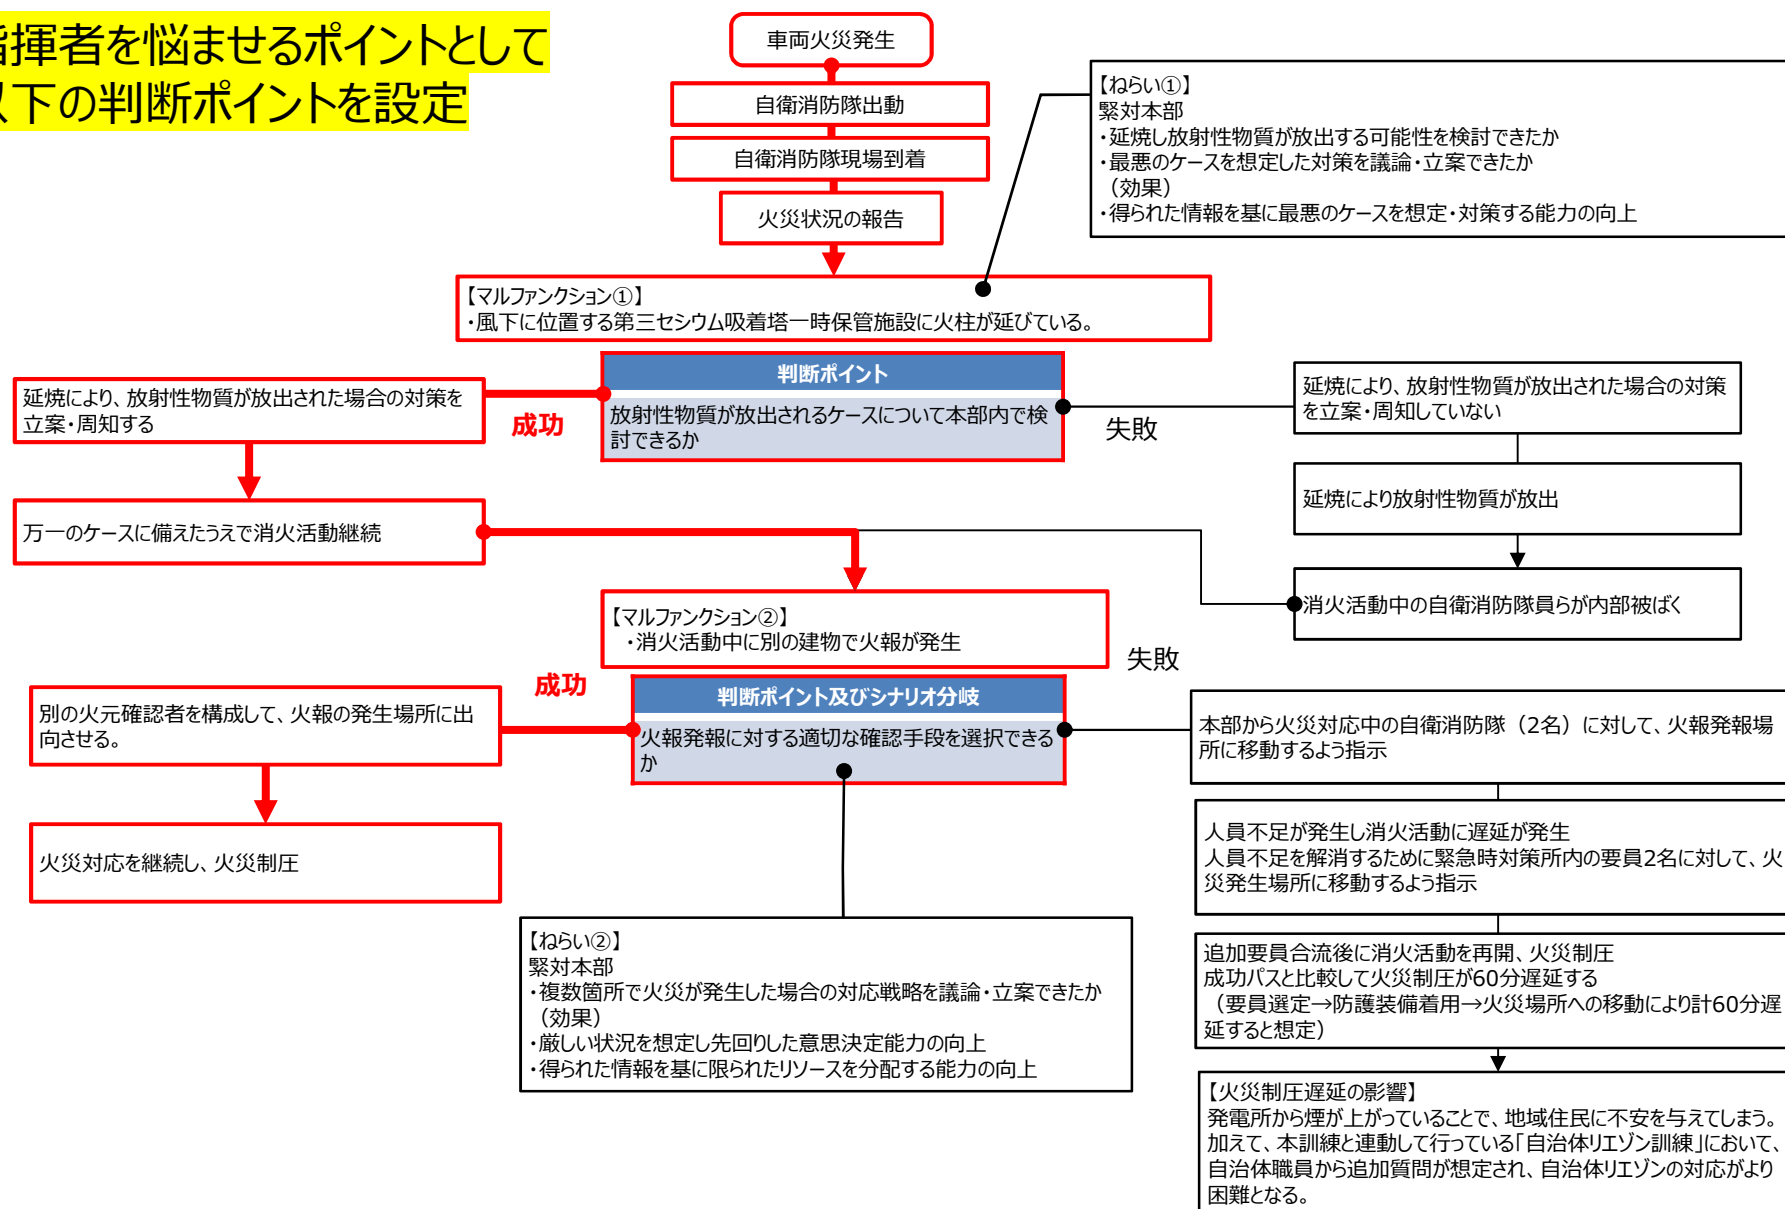 指揮者を悩ませるポイントとして
以下の判断ポイントを設定
車両火災発生
自衛消防隊出動
自衛消防隊現場到着
火災状況の報告
【ねらい①】
緊対本部
・延焼し放射性物質が放出する可能性を検討できたか
・最悪のケースを想定した対策を議論・立案できたか
（効果）
・得られた情報を基に最悪のケースを想定・対策する能力の向上
【マルファンクション①】
・風下に位置する第三セシウム吸着塔一時保管施設に火柱が延びている。
判断ポイント
放射性物質が放出されるケースについて本部内で検
討できるか
成功
失敗
延焼により、放射性物質が放出された場合の対策を
立案・周知する
万一のケースに備えたうえで消火活動継続
延焼により、放射性物質が放出された場合の対策
を立案・周知していない
延焼により放射性物質が放出
消火活動中の自衛消防隊員らが内部被ばく
【マルファンクション②】
・消火活動中に別の建物で火報が発生
成功
失敗
判断ポイント及びシナリオ分岐
火報発報に対する適切な確認手段を選択できる
か
別の火元確認者を構成して、火報の発生場所に出
向させる。
火災対応を継続し、火災制圧
【ねらい②】
緊対本部
・複数箇所で火災が発生した場合の対応戦略を議論・立案できたか
（効果）
・厳しい状況を想定し先回りした意思決定能力の向上
・得られた情報を基に限られたリソースを分配する能力の向上
本部から火災対応中の自衛消防隊（2名）に対して、火報発報場
所に移動するよう指示
人員不足が発生し消火活動に遅延が発生
人員不足を解消するために緊急時対策所内の要員2名に対して、火
災発生場所に移動するよう指示
追加要員合流後に消火活動を再開、火災制圧
成功パスと比較して火災制圧が60分遅延する
（要員選定→防護装備着用→火災場所への移動により計60分遅
延すると想定）
【火災制圧遅延の影響】
発電所から煙が上がっていることで、地域住民に不安を与えてしまう。
加えて、本訓練と連動して行っている「自治体リエゾン訓練」において、
自治体職員から追加質問が想定され、自治体リエゾンの対応がより
困難となる。